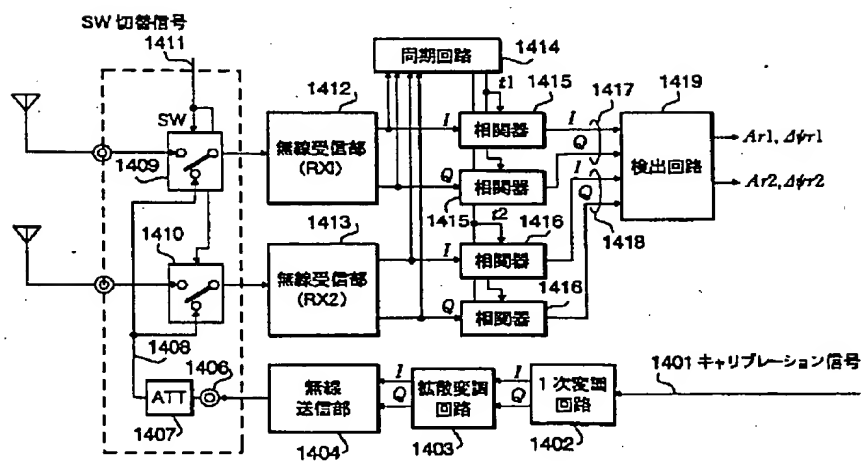 SW 切替信号
1411
SW
1409
1410
1408
1406
ATT
1407
1412
無線受信部
(RX1)
1413
無線受信部
(RX2)
同期回路
1414
t1
1415
I
相関器
Q
相関器
1415
t2
1416
I
相関器
1416
Q
相関器
I
1417
Q
I
Q
1418
1419
検出回路
Ar1, Δφr1
Ar2, Δφr2
無線
送信部
1404
I
Q
拡散変調
回路
1403
I
Q
1次変調
回路
1402
1401 キャリブレーション信号